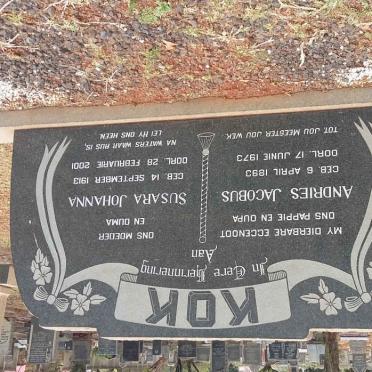 KOK
In Tere Herinnering
Aan
MY DIERBARE EGGENOOT
ONS PAPPIE EN OUPA
ANDRIES JACOBUS
GEB. 6 APRIL 1893
OORL. 17 JUNIE 1973
TOT JOU MEESTER JOU WEK.
ONS MOEDER
EN OUMA
SUSARA JOHANNA
GEB. 14 SEPTEMBER 1913
OORL. 28 FEBRUARIE 2001
NA WATERS WAAR RUS IS,
LEI HY ONS HEEN.